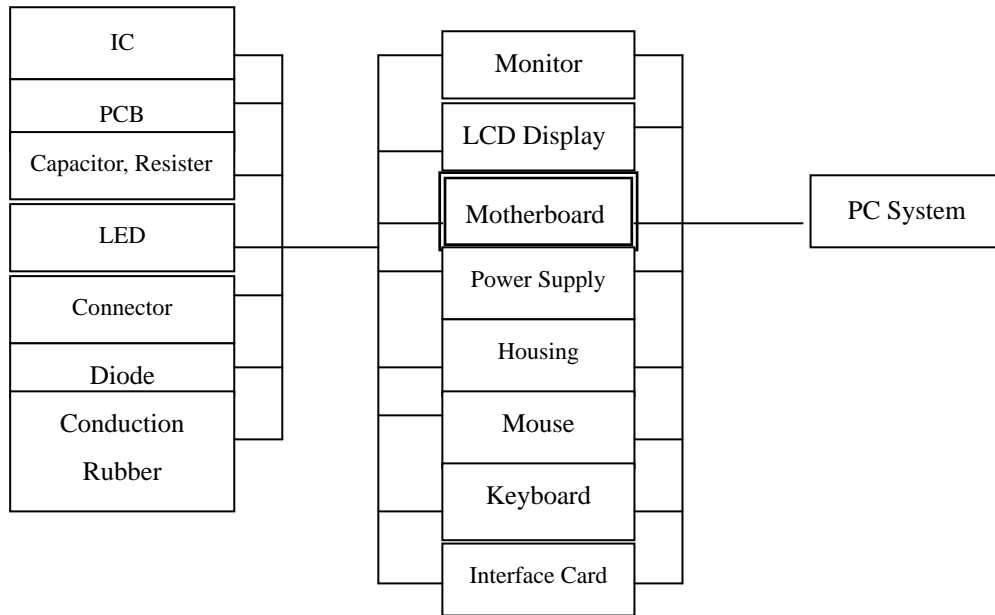 IC
PCB
Capacitor, Resister
LED
Connector
Diode
Conduction
Rubber
Monitor
LCD Display
Motherboard
Power Supply
Housing
Mouse
Keyboard
Interface Card
PC System